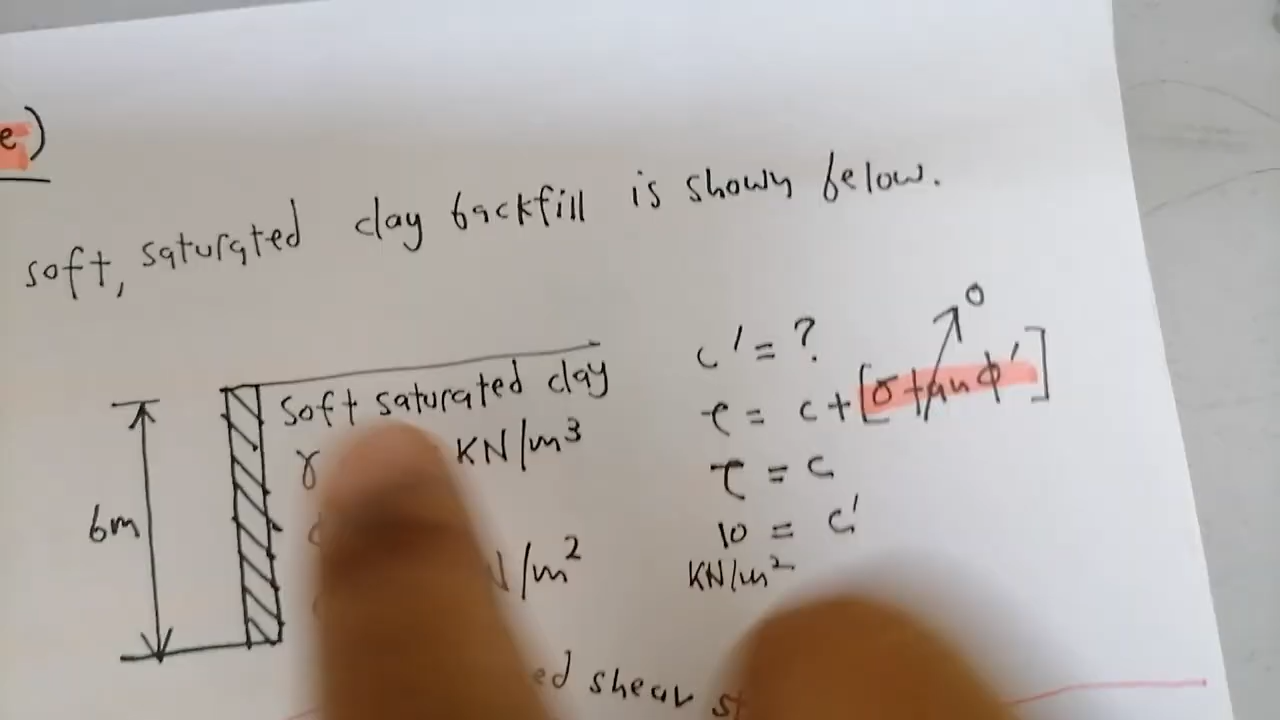 e)
soft, saturated clay backfill is shown below.
soft saturated clay
γ KN/m³
6m
/m²
shear
c' = ?
τ = c + [σ tan φ'] 0
τ = c
10 = c'
KN/m²